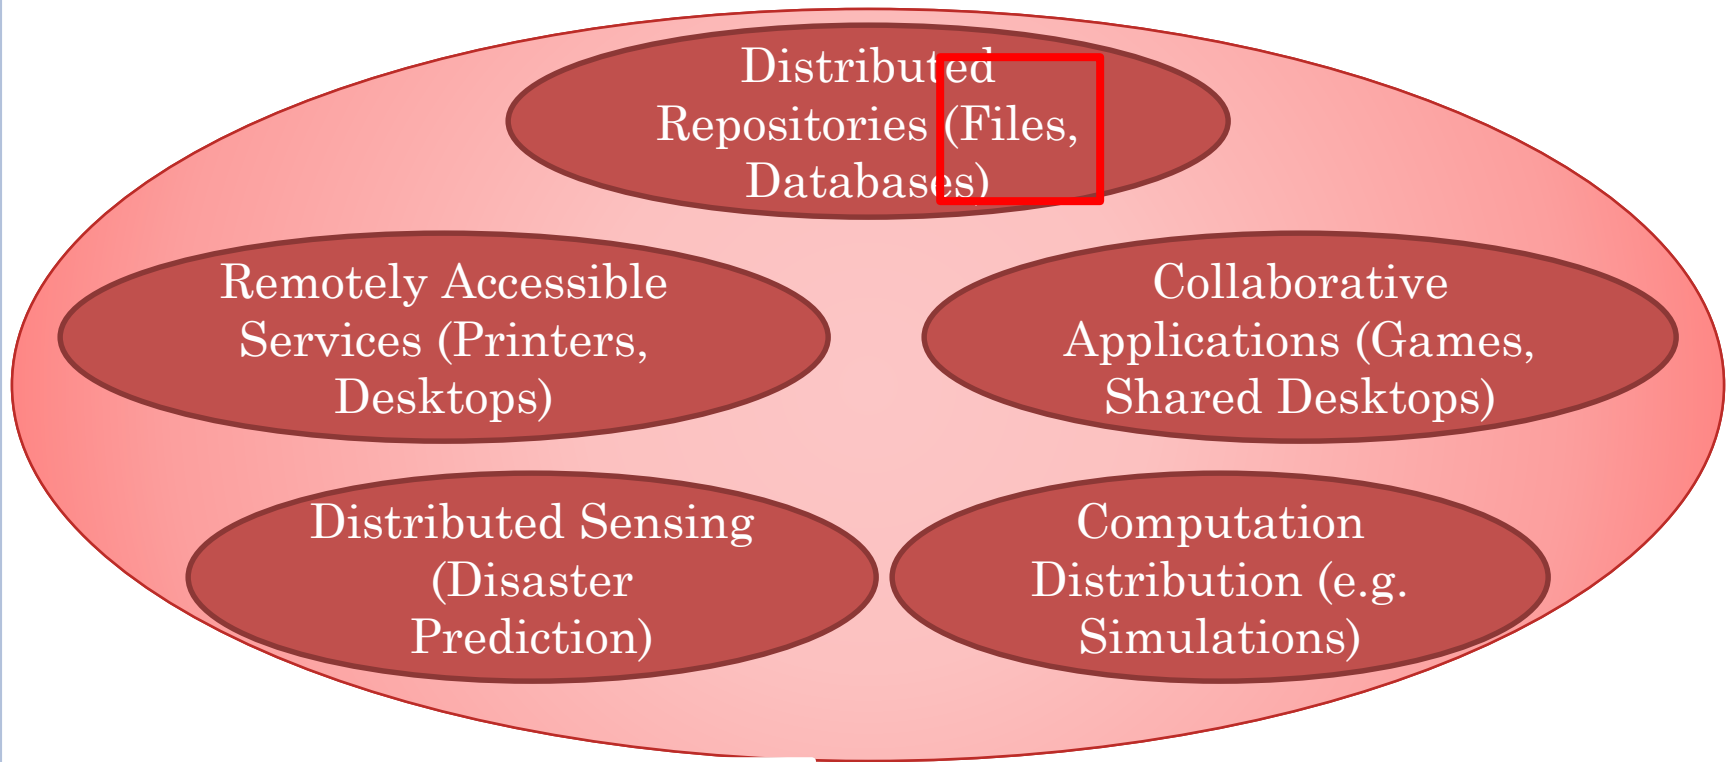 Distributed
Repositories (Files,
Databases)
Remotely Accessible
Services (Printers,
Desktops)
Collaborative
Applications (Games,
Shared Desktops)
Distributed Sensing
(Disaster
Prediction)
Computation
Distribution (e.g.
Simulations)